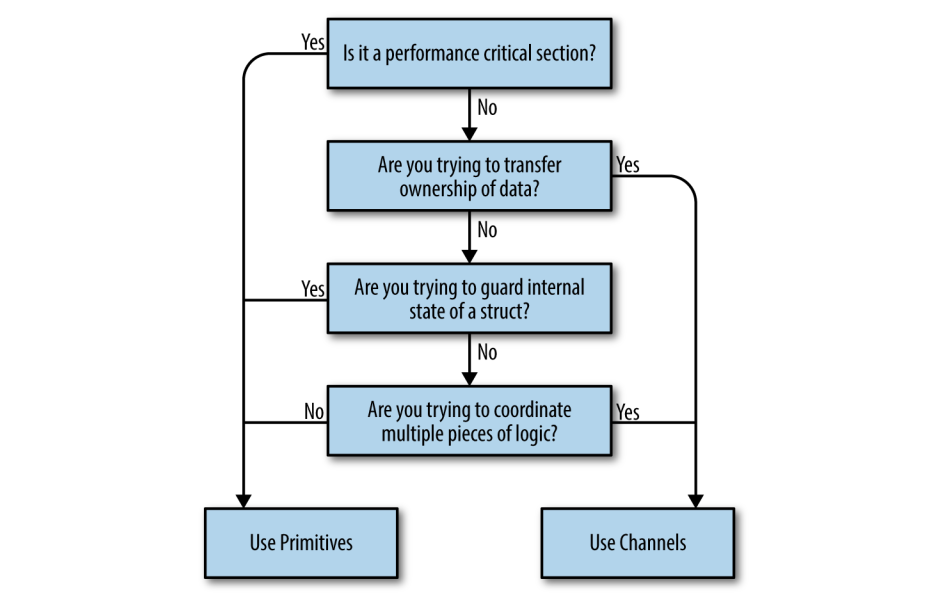 Yes
Is it a performance critical section?
No
Are you trying to transfer
ownership of data?
Yes
No
Yes
Are you trying to guard internal
state of a struct?
No
No
Are you trying to coordinate
multiple pieces of logic?
Yes
Use Primitives
Use Channels